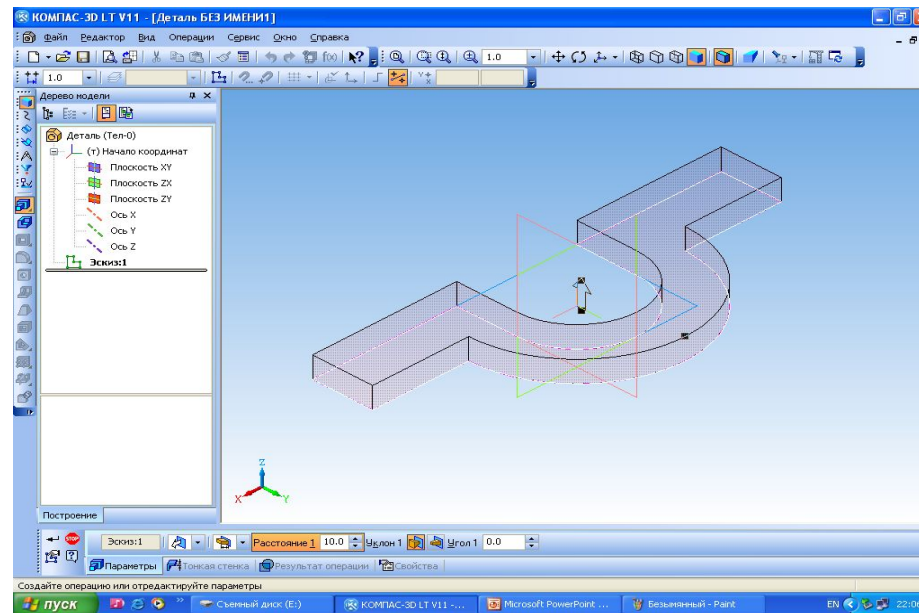 КОМПАС-3D LT V11 - [Деталь БЕЗ ИМЕНИ1]
Файл Редактор Вид Операции Сервис Окно Справка
1.0
1.0
Дерево модели
Деталь (Тел-0)
(т) Начало координат
Плоскость XY
Плоскость ZX
Плоскость ZY
Ось X
Ось Y
Ось Z
Эскиз:1
Z
X Y
Построение
Эскиз:1 Расстояние 1 10.0 Уклон 1 Угол 1 0.0
Параметры Тонкая стенка Результат операции Свойства
Создайте операцию или отредактируйте параметры
пуск Съемный диск (E:) КОМПАС-3D LT V11 -... Microsoft PowerPoint ... Безымянный - Paint EN